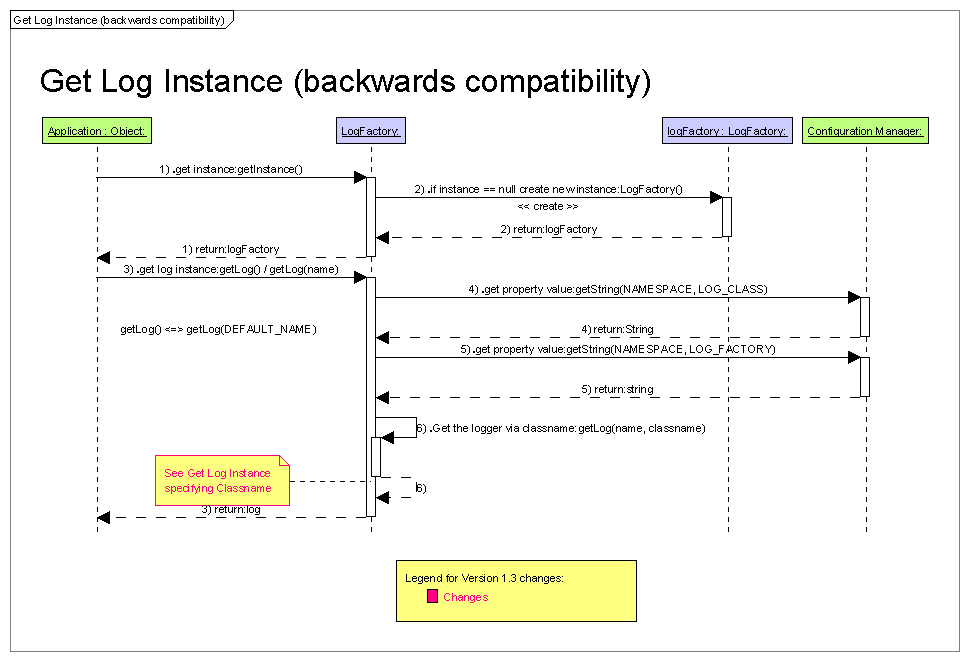 Get Log Instance (backwards compatibility)
Get Log Instance (backwards compatibility)
Application : Object:
LogFactory:
logFactory : LogFactory:
Configuration Manager:
1) .get instance:getInstance()
2) .if instance == null create new instance:LogFactory()
<< create >>
2) return:logFactory
1) return:logFactory
3) .get log instance:getLog() / getLog(name)
4) .get property value:getString(NAMESPACE, LOG_CLASS)
getLog() <=> getLog(DEFAULT_NAME)
4) return:String
5) .get property value:getString(NAMESPACE, LOG_FACTORY)
5) return:string
6) .Get the logger via classname:getLog(name, classname)
See Get Log Instance
specifying Classname
6)
3) return:log
Legend for Version 1.3 changes:
Changes